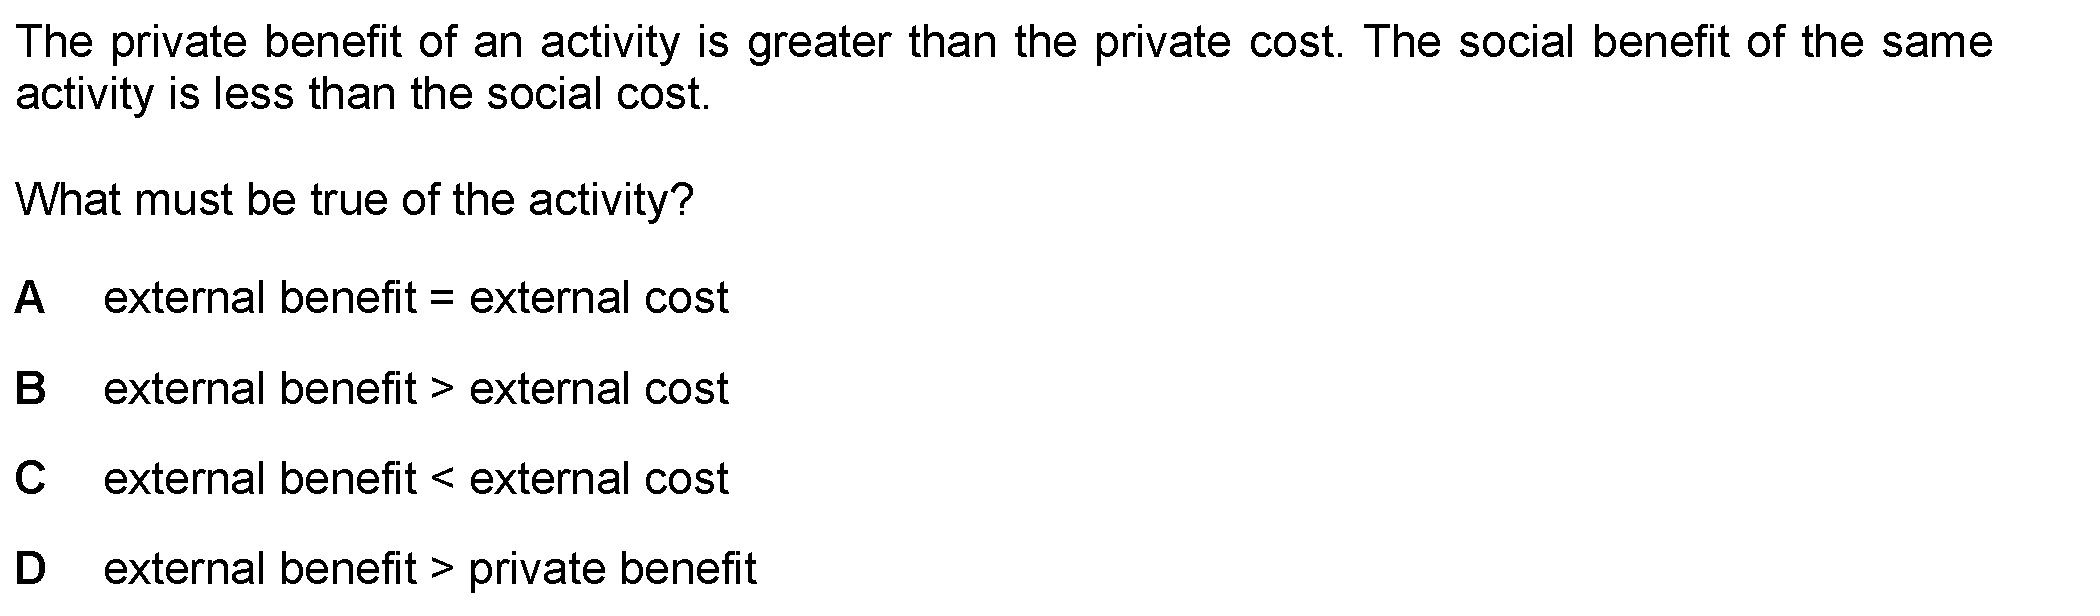 The private benefit of an activity is greater than the private cost. The social benefit of the same
activity is less than the social cost.
What must be true of the activity?
A external benefit = external cost
B external benefit > external cost
C external benefit < external cost
D external benefit > private benefit